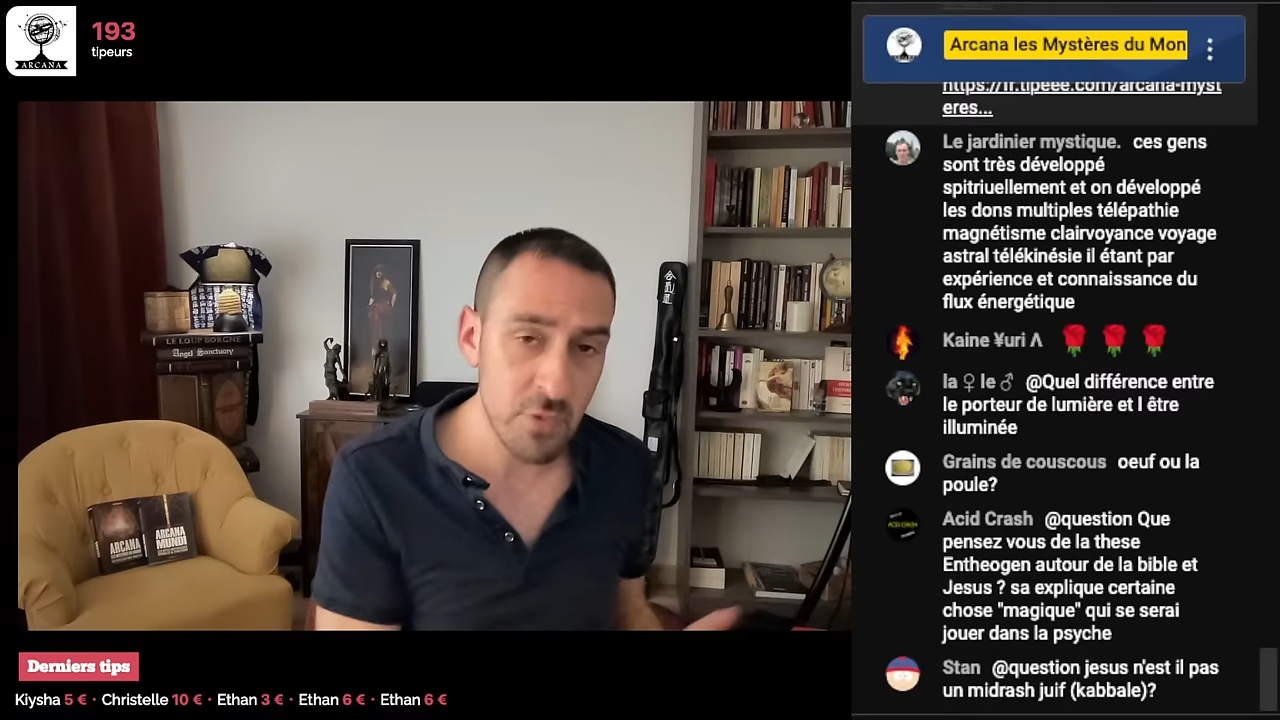 193
tipeurs
ARCANA
LE LOUP BORGNE
Angel Sanctuary
ARCANA
ARCANA
MUNDI
Derniers tips
Kiysha 5 € · Christelle 10 € · Ethan 3 € · Ethan 6 € · Ethan 6 €
Arcana les Mystères du Mon
https://fr.tipeee.com/arcana-myst
eres...
Le jardinier mystique. ces gens
sont très développé
spitriuellement et on développé
les dons multiples télépathie
magnétisme clairvoyance voyage
astral télékinésie il étant par
expérience et connaissance du
flux énergétique
Kaine ¥uri Λ 🌹 🌹 🌹
la ♀ le ♂ @Quel différence entre
le porteur de lumière et l être
illuminée
Grains de couscous oeuf ou la
poule?
ACID CRASH
Acid Crash @question Que
pensez vous de la these
Entheogen autour de la bible et
Jesus ? sa explique certaine
chose "magique" qui se serai
jouer dans la psyche
Stan @question jesus n'est il pas
un midrash juif (kabbale)?